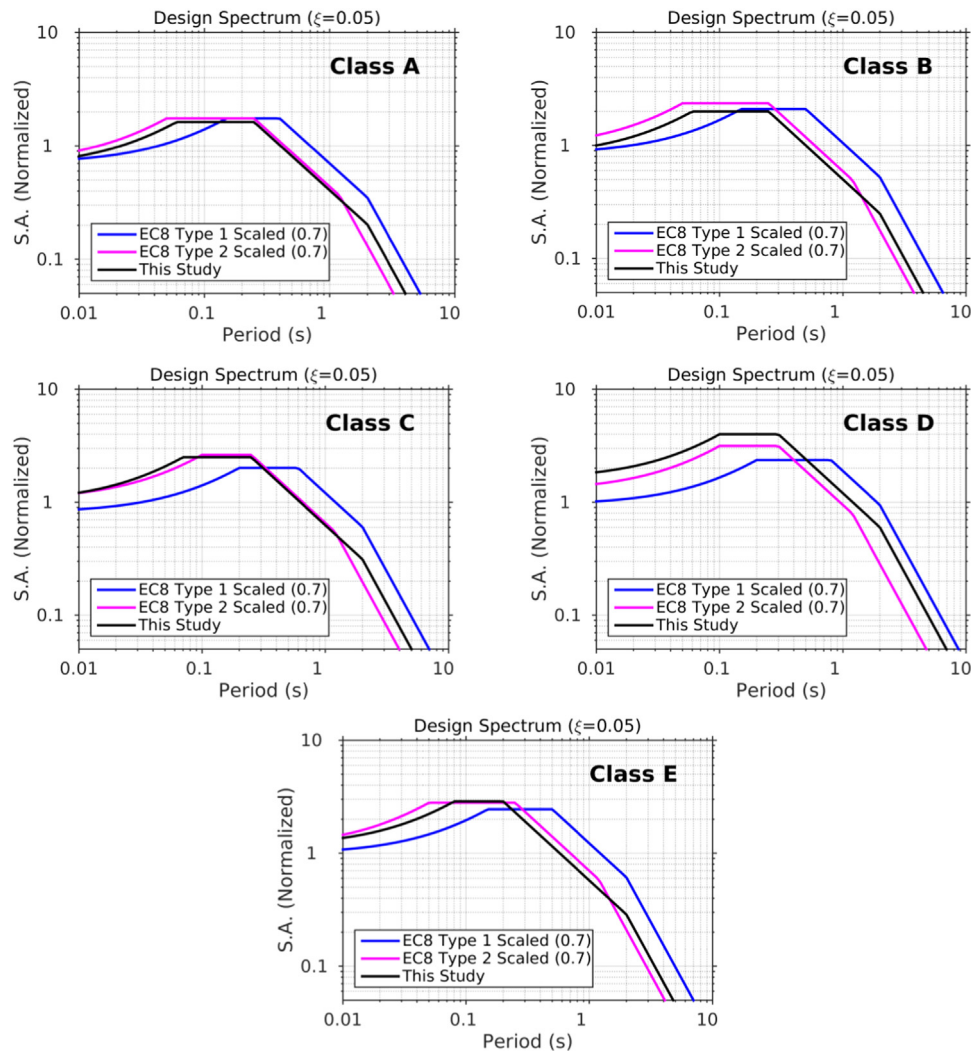 Design Spectrum (ξ=0.05)
Class A
S.A. (Normalized)
10
1
0.1
EC8 Type 1 Scaled (0.7)
EC8 Type 2 Scaled (0.7)
This Study
0.01
0.1
1
10
Period (s)
Design Spectrum (ξ=0.05)
Class B
S.A. (Normalized)
10
1
0.1
EC8 Type 1 Scaled (0.7)
EC8 Type 2 Scaled (0.7)
This Study
0.01
0.1
1
10
Period (s)
Design Spectrum (ξ=0.05)
Class C
S.A. (Normalized)
10
1
0.1
EC8 Type 1 Scaled (0.7)
EC8 Type 2 Scaled (0.7)
This Study
0.01
0.1
1
10
Period (s)
Design Spectrum (ξ=0.05)
Class D
S.A. (Normalized)
10
1
0.1
EC8 Type 1 Scaled (0.7)
EC8 Type 2 Scaled (0.7)
This Study
0.01
0.1
1
10
Period (s)
Design Spectrum (ξ=0.05)
Class E
S.A. (Normalized)
10
1
0.1
EC8 Type 1 Scaled (0.7)
EC8 Type 2 Scaled (0.7)
This Study
0.01
0.1
1
10
Period (s)